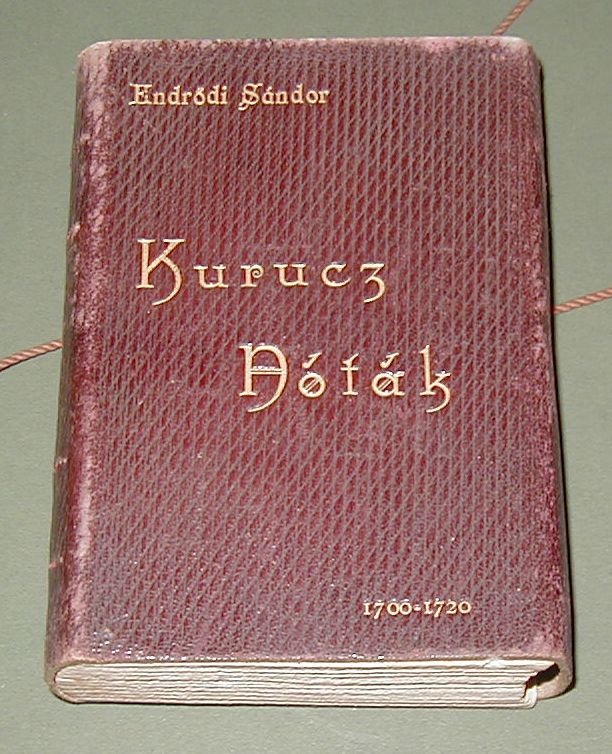 Endrődi Sándor
Kurucz
Nóták
1700-1720